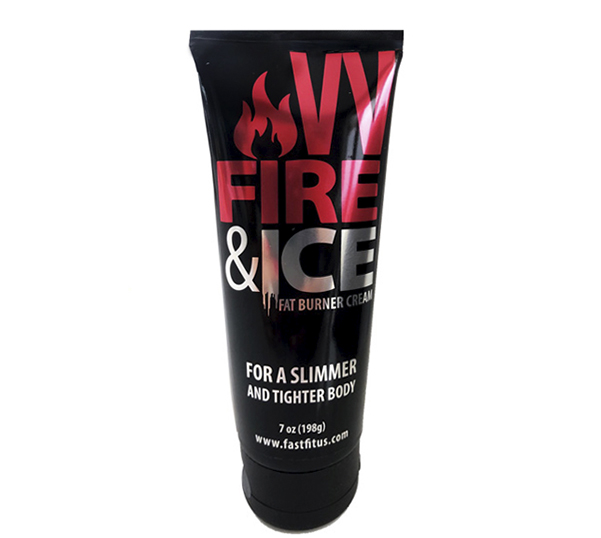 VV
FIRE
&ICE
FAT BURNER CREAM
FOR A SLIMMER
AND TIGHTER BODY
7 oz (198g)
www.fastfitus.com